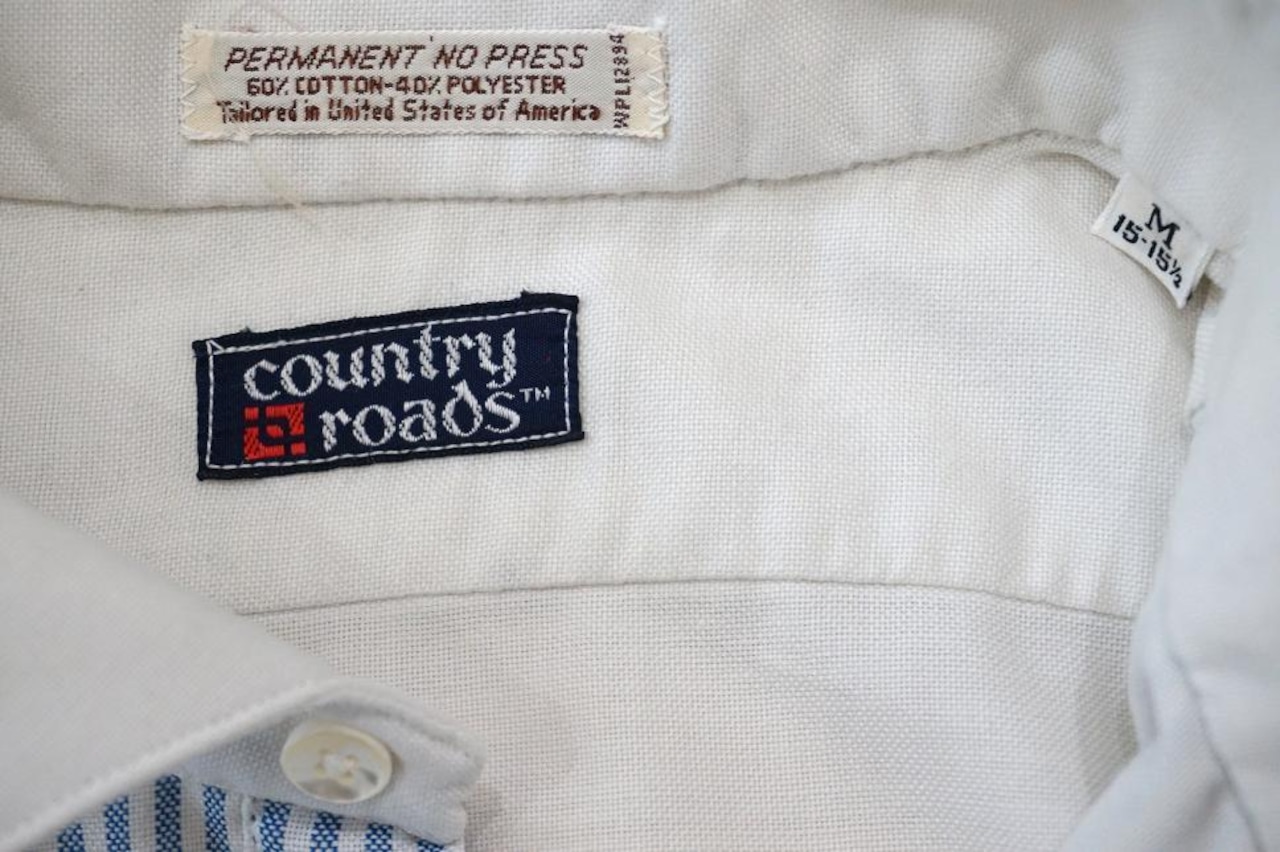 PERMANENT NO PRESS
60% COTTON-40% POLYESTER
Tailored in United States of America
WPL12894
M
15-15½
country
roads™